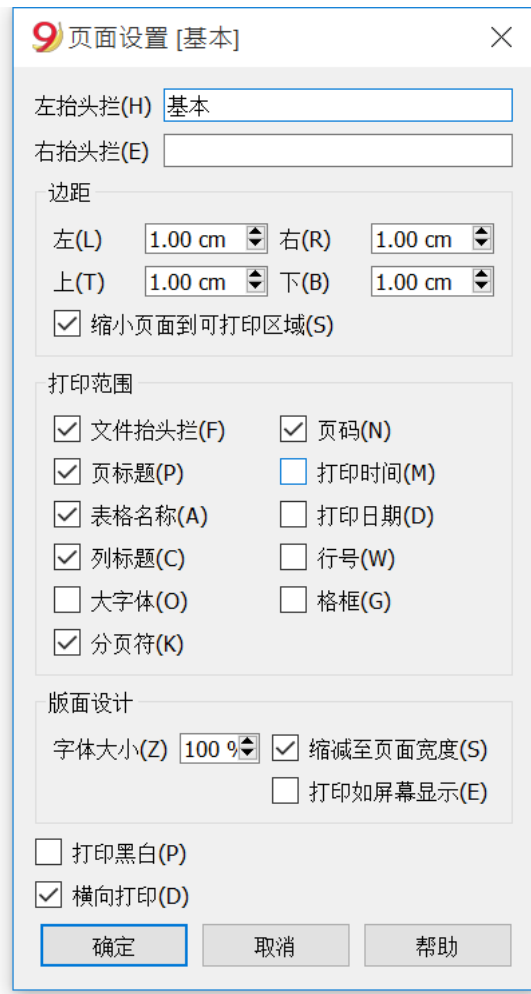 9 页面设置 [基本]
左抬头栏(H) 基本
右抬头栏(E)
边距
左(L) 1.00 cm 右(R) 1.00 cm
上(T) 1.00 cm 下(B) 1.00 cm
缩小页面到可打印区域(S)
打印范围
文件抬头栏(F) 页码(N)
页标题(P) 打印时间(M)
表格名称(A) 打印日期(D)
列标题(C) 行号(W)
大字体(O) 格框(G)
分页符(K)
版面设计
字体大小(Z) 100 % 缩减至页面宽度(S)
打印如屏幕显示(E)
打印黑白(P)
横向打印(D)
确定 取消 帮助